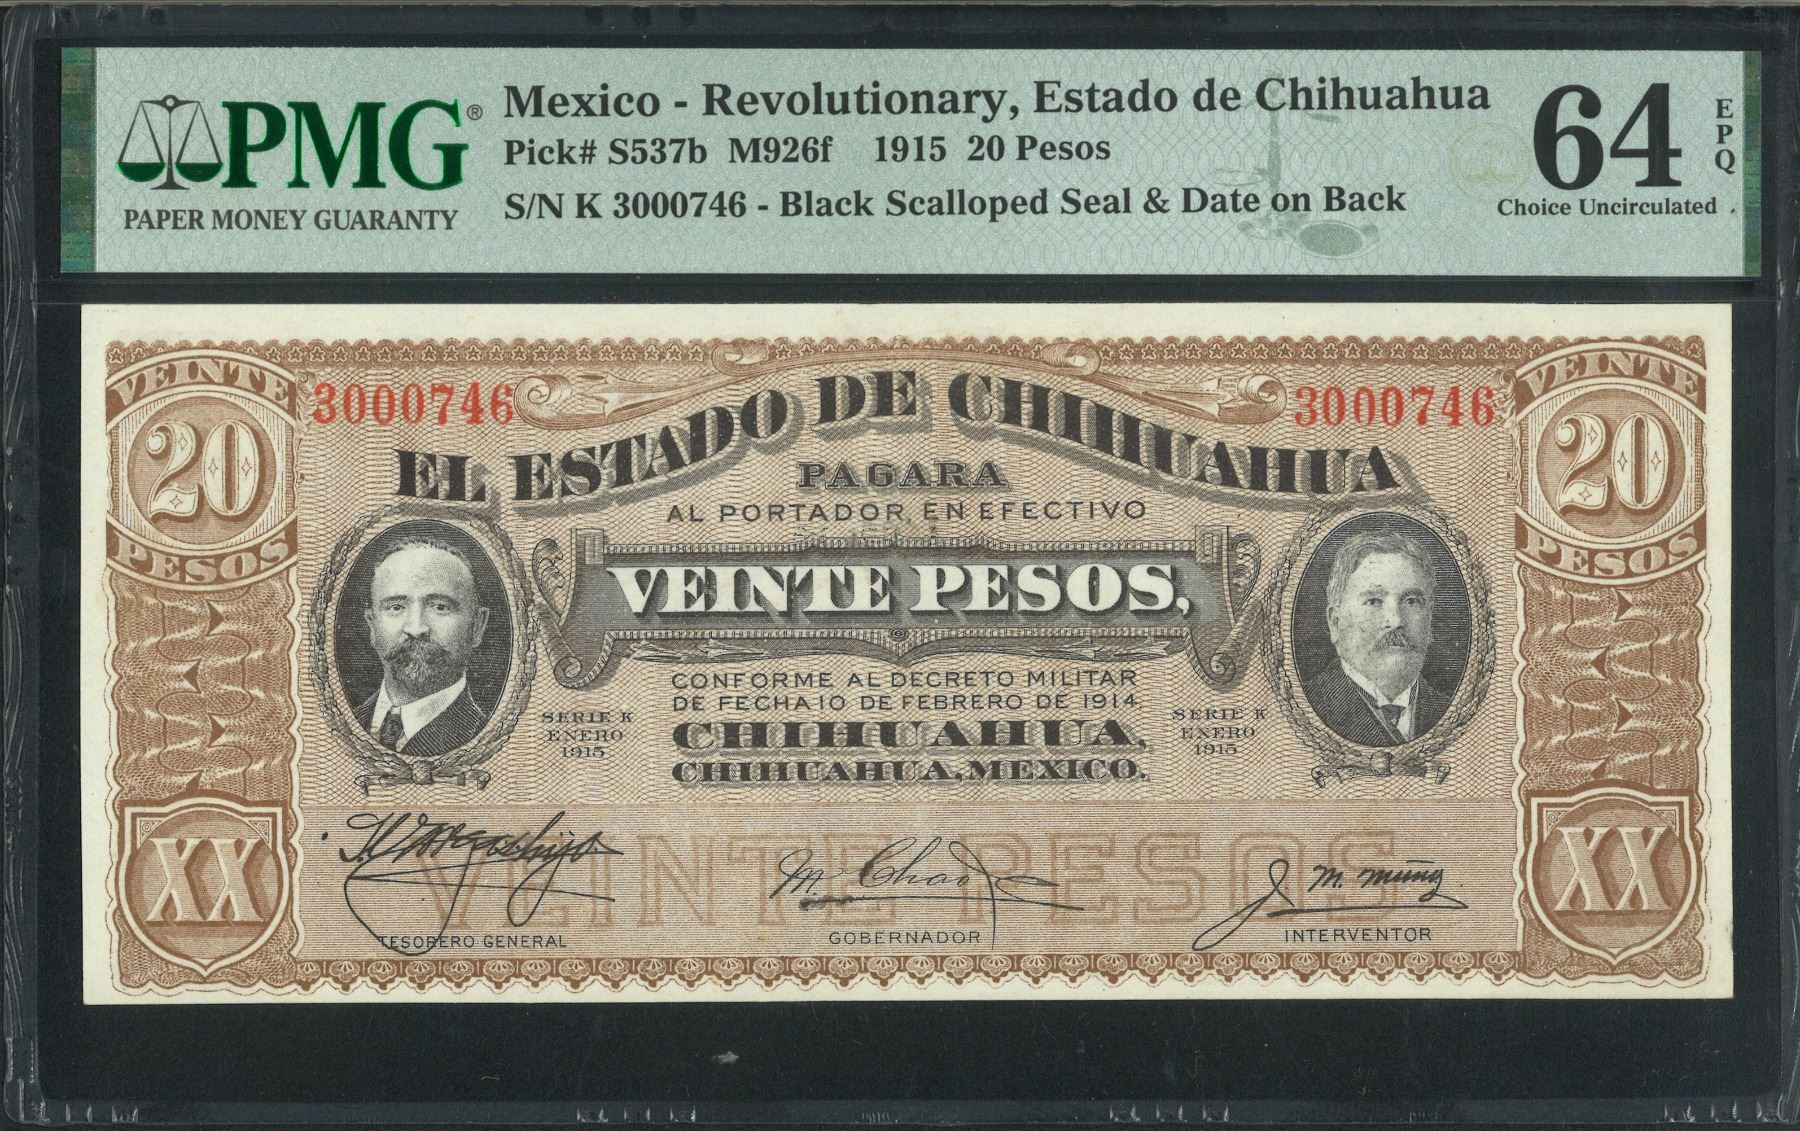 PMG®
PAPER MONEY GUARANTY
Mexico - Revolutionary, Estado de Chihuahua
Pick# S537b M926f 1915 20 Pesos
S/N K 3000746 - Black Scalloped Seal & Date on Back
64
EPQ
Choice Uncirculated
VEINTE
20
PESOS
3000746
3000746
VEINTE
20
PESOS
EL ESTADO DE CHIHUAHUA
PAGARA
AL PORTADOR, EN EFECTIVO
VEINTE PESOS,
CONFORME AL DECRETO MILITAR
DE FECHA 10 DE FEBRERO DE 1914.
CHIHUAHUA,
CHIHUAHUA, MEXICO.
SERIE K
ENERO
1915
SERIE K
ENERO
1915
VEINTE PESOS
XX
XX
M. Chao
J. M. Muñoz
TESORERO GENERAL
GOBERNADOR
INTERVENTOR